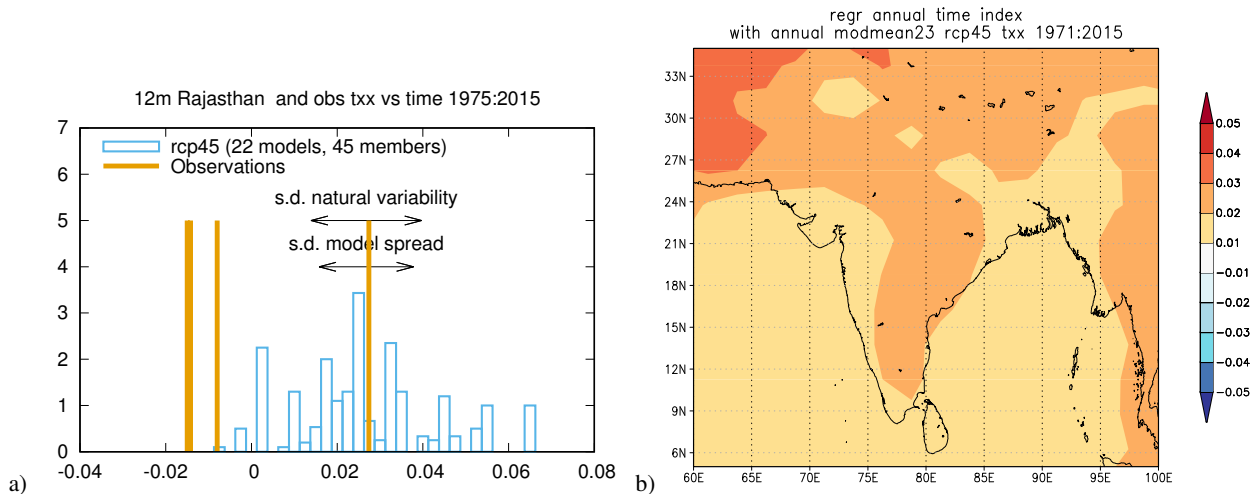 12m Rajasthan and obs txx vs time 1975:2015
7
6
5
4
3
2
1
0
rcp45 (22 models, 45 members)
Observations
s.d. natural variability
s.d. model spread
-0.04 -0.02 0 0.02 0.04 0.06 0.08
a)
regr annual time index
with annual modmean23 rcp45 txx 1971:2015
33N
30N
27N
24N
21N
18N
15N
12N
9N
6N
60E 65E 70E 75E 80E 85E 90E 95E 100E
0.05
0.04
0.03
0.02
0.01
-0.01
-0.02
-0.03
-0.04
-0.05
b)